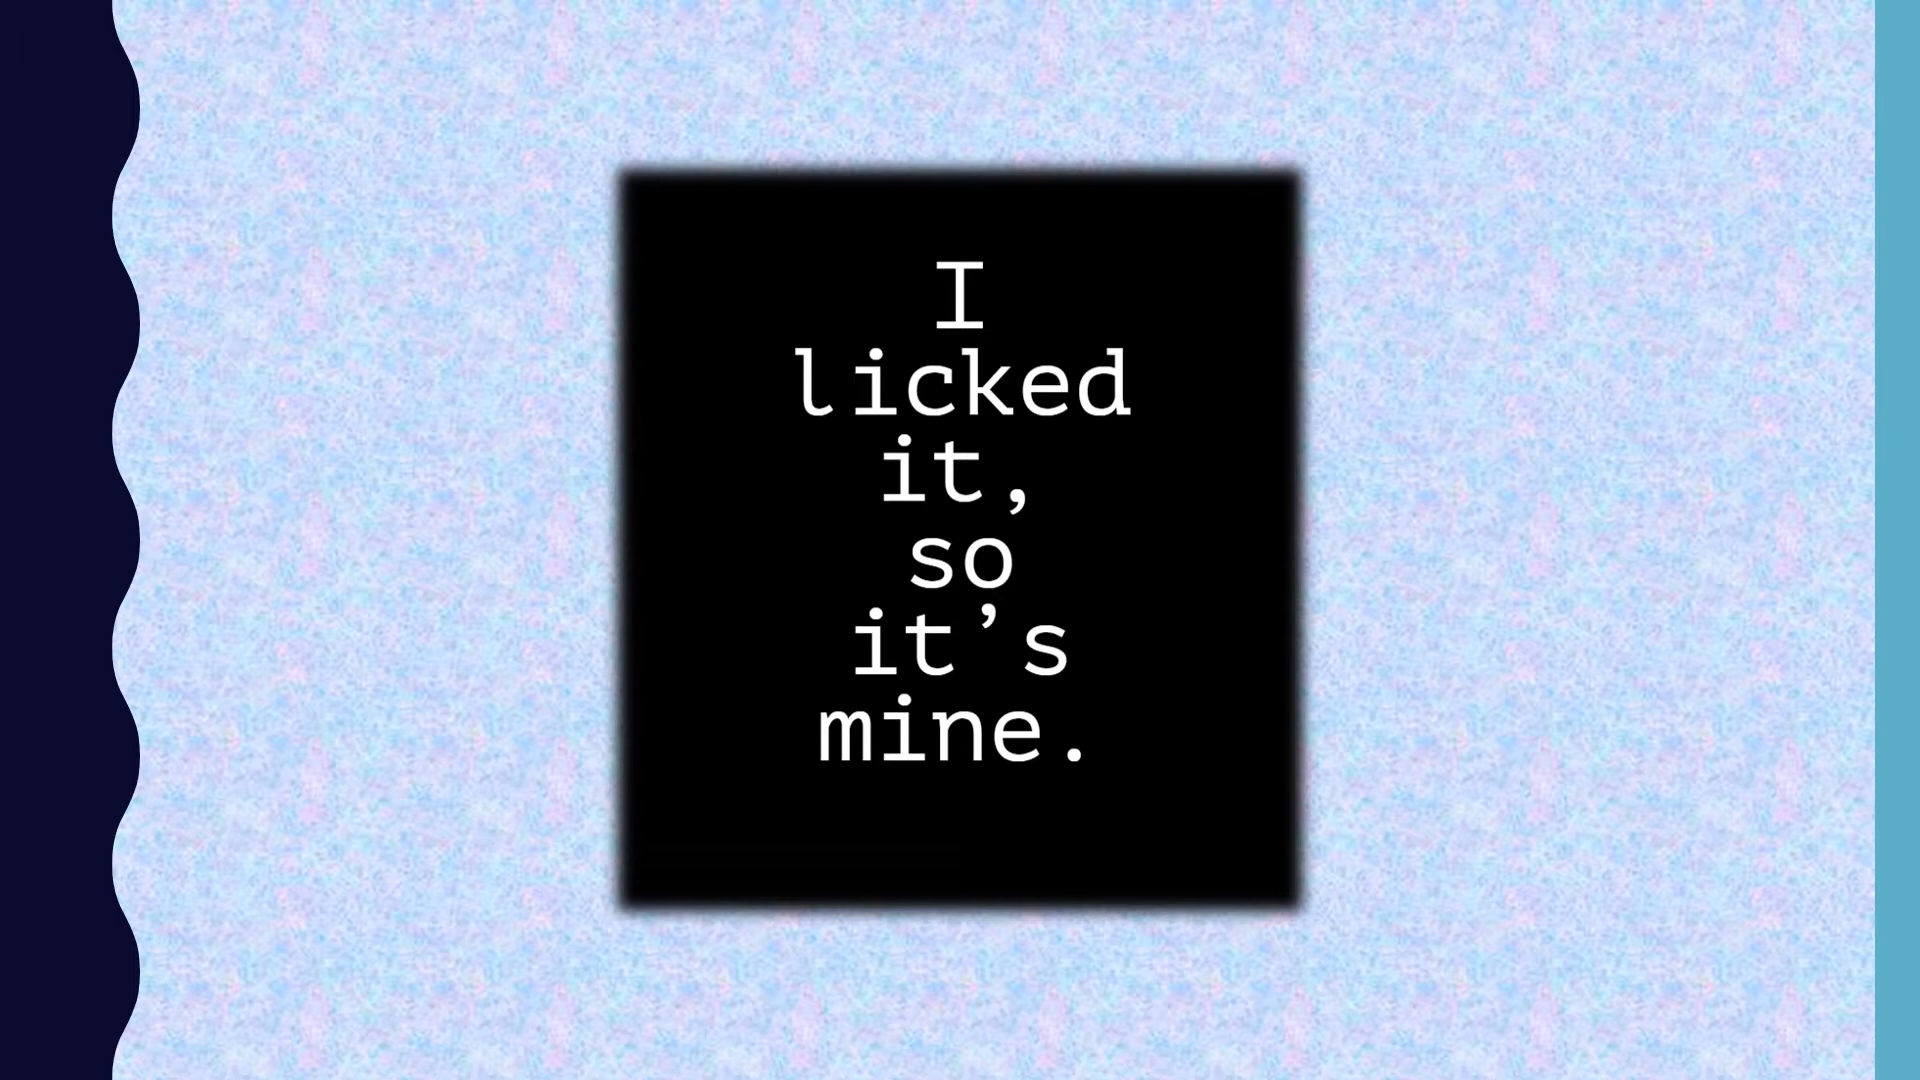 I
licked
it,
so
it’s
mine.